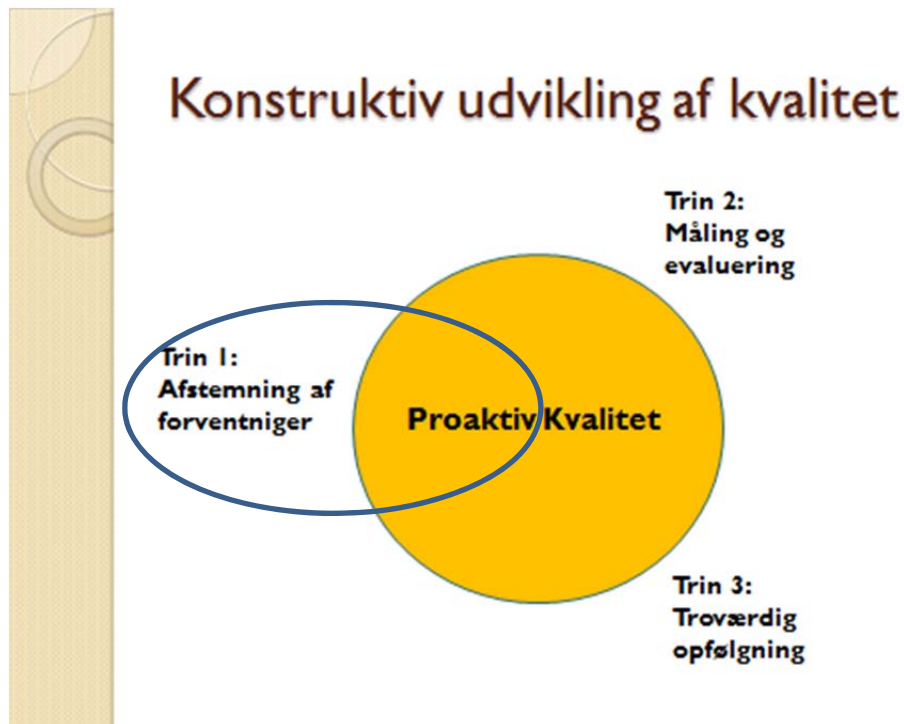 Konstruktiv udvikling af kvalitet
Trin 2:
Måling og
evaluering
Trin 1:
Afstemning af
forventniger
Proaktiv Kvalitet
Trin 3:
Troværdig
opfølgning